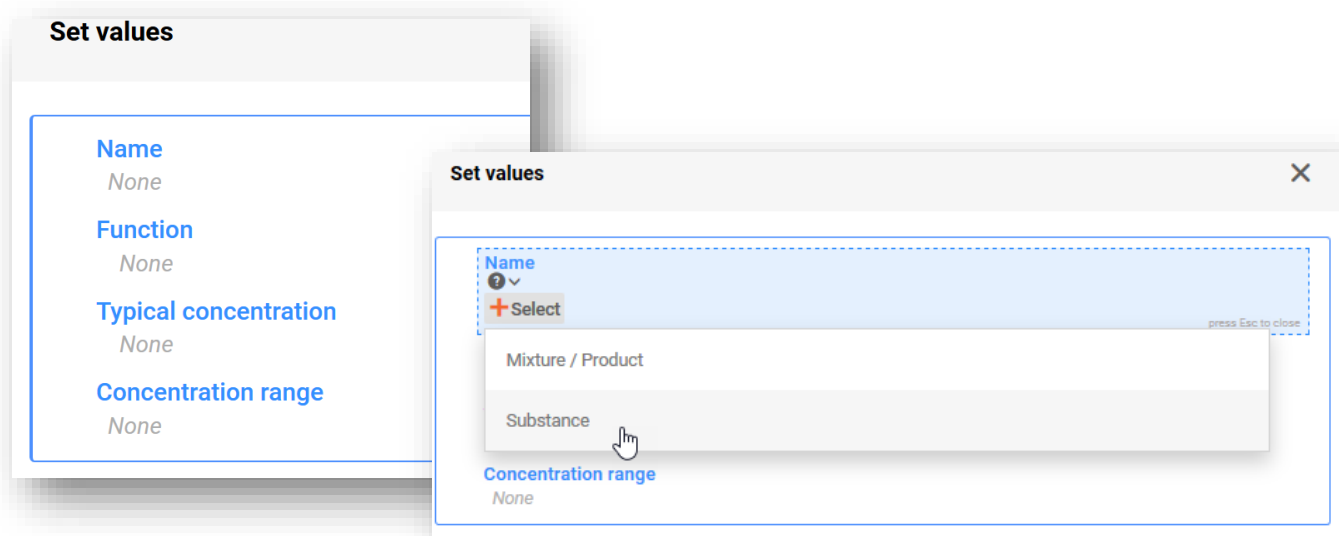 Set values
Name
None
Function
None
Typical concentration
None
Concentration range
None
Set values
Name
?
+Select
press Esc to close
Mixture / Product
Substance
Concentration range
None